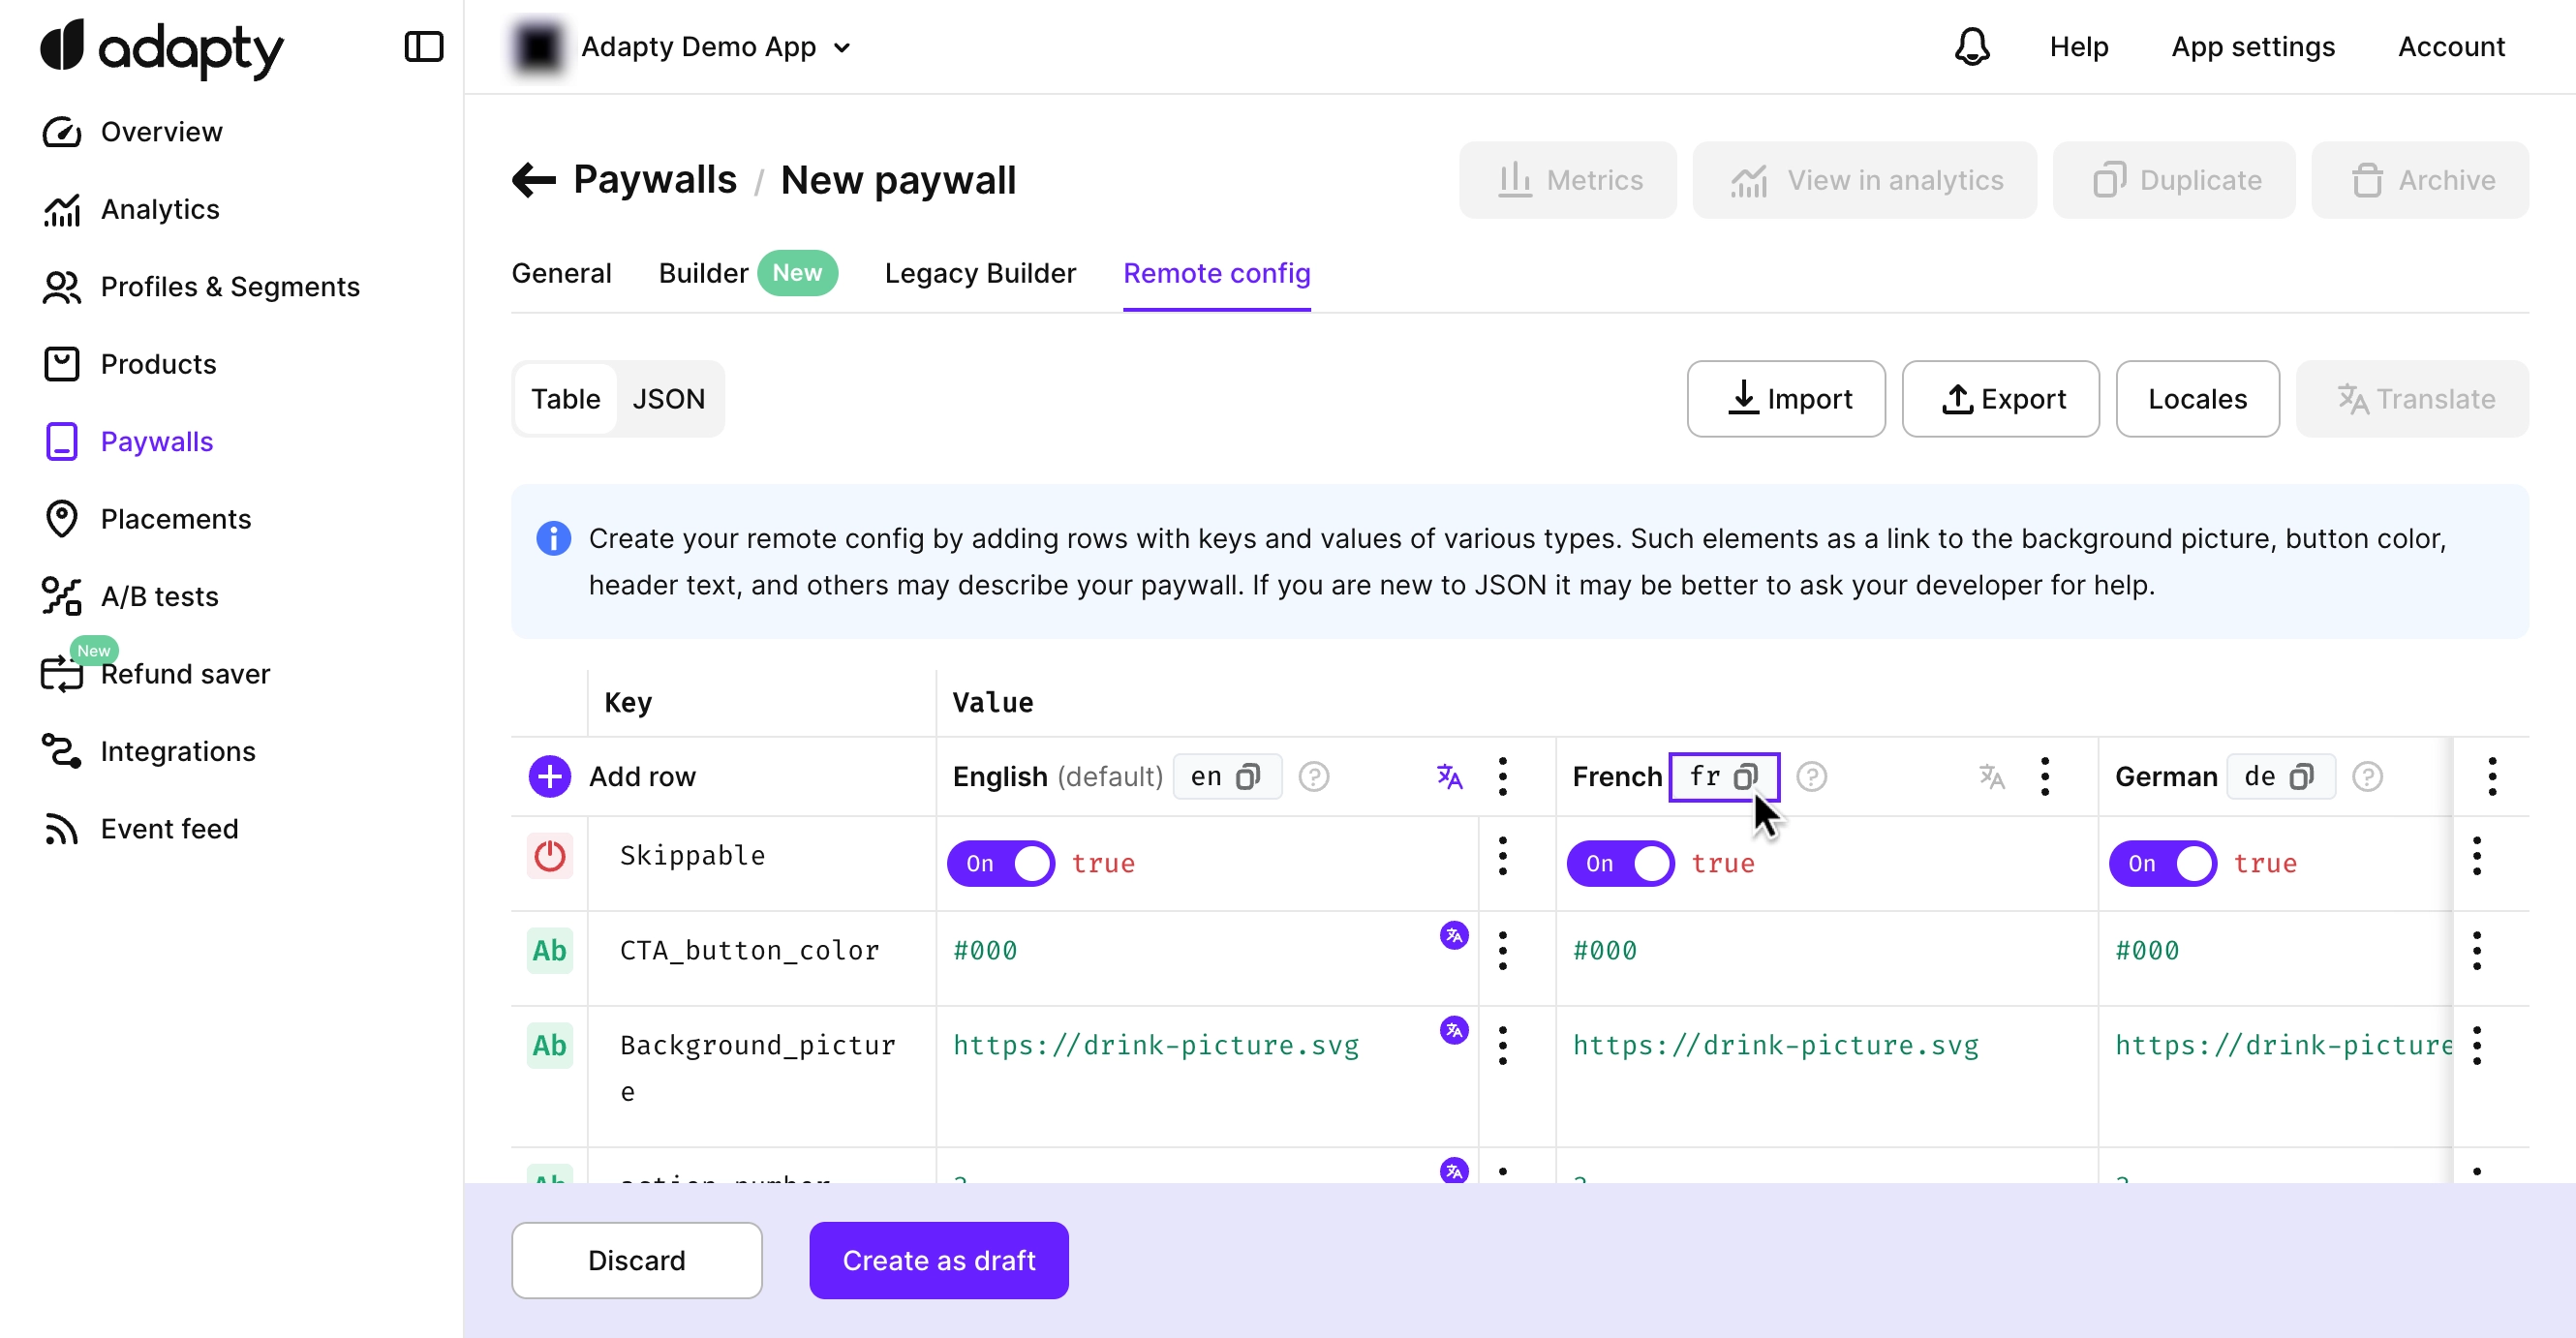 adapty
Adapty Demo App
Help
App settings
Account
Overview
Analytics
Profiles & Segments
Products
Paywalls
Placements
A/B tests
New
Refund saver
Integrations
Event feed
Paywalls / New paywall
Metrics
View in analytics
Duplicate
Archive
General
Builder New
Legacy Builder
Remote config
Table
JSON
Import
Export
Locales
Translate
Create your remote config by adding rows with keys and values of various types. Such elements as a link to the background picture, button color,
header text, and others may describe your paywall. If you are new to JSON it may be better to ask your developer for help.
Key
Value
Add row
English (default) en
French fr
German de
Skippable
On true
On true
On true
Ab
CTA_button_color
#000
#000
#000
Ab
Background_pictur
e
https://drink-picture.svg
https://drink-picture.svg
https://drink-picture
Discard
Create as draft